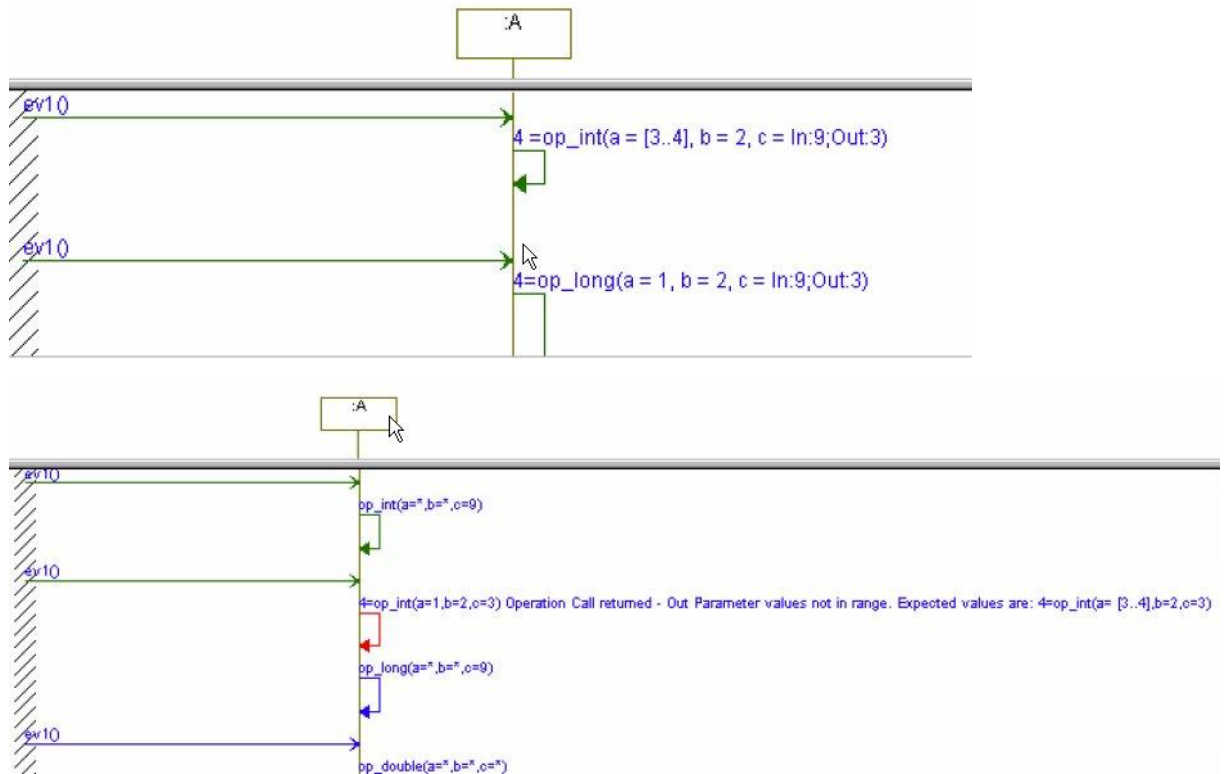 :A
ev1()
4 =op_int(a = [3..4], b = 2, c = In:9;Out:3)
ev1()
4=op_long(a = 1, b = 2, c = In:9;Out:3)
:A
ev1()
op_int(a=*,b=*,c=9)
ev1()
4=op_int(a=1,b=2,c=3) Operation Call returned - Out Parameter values not in range. Expected values are: 4=op_int(a= [3..4],b=2,c=3)
op_long(a=*,b=*,c=9)
ev1()
op_double(a=*,b=*,c=*)